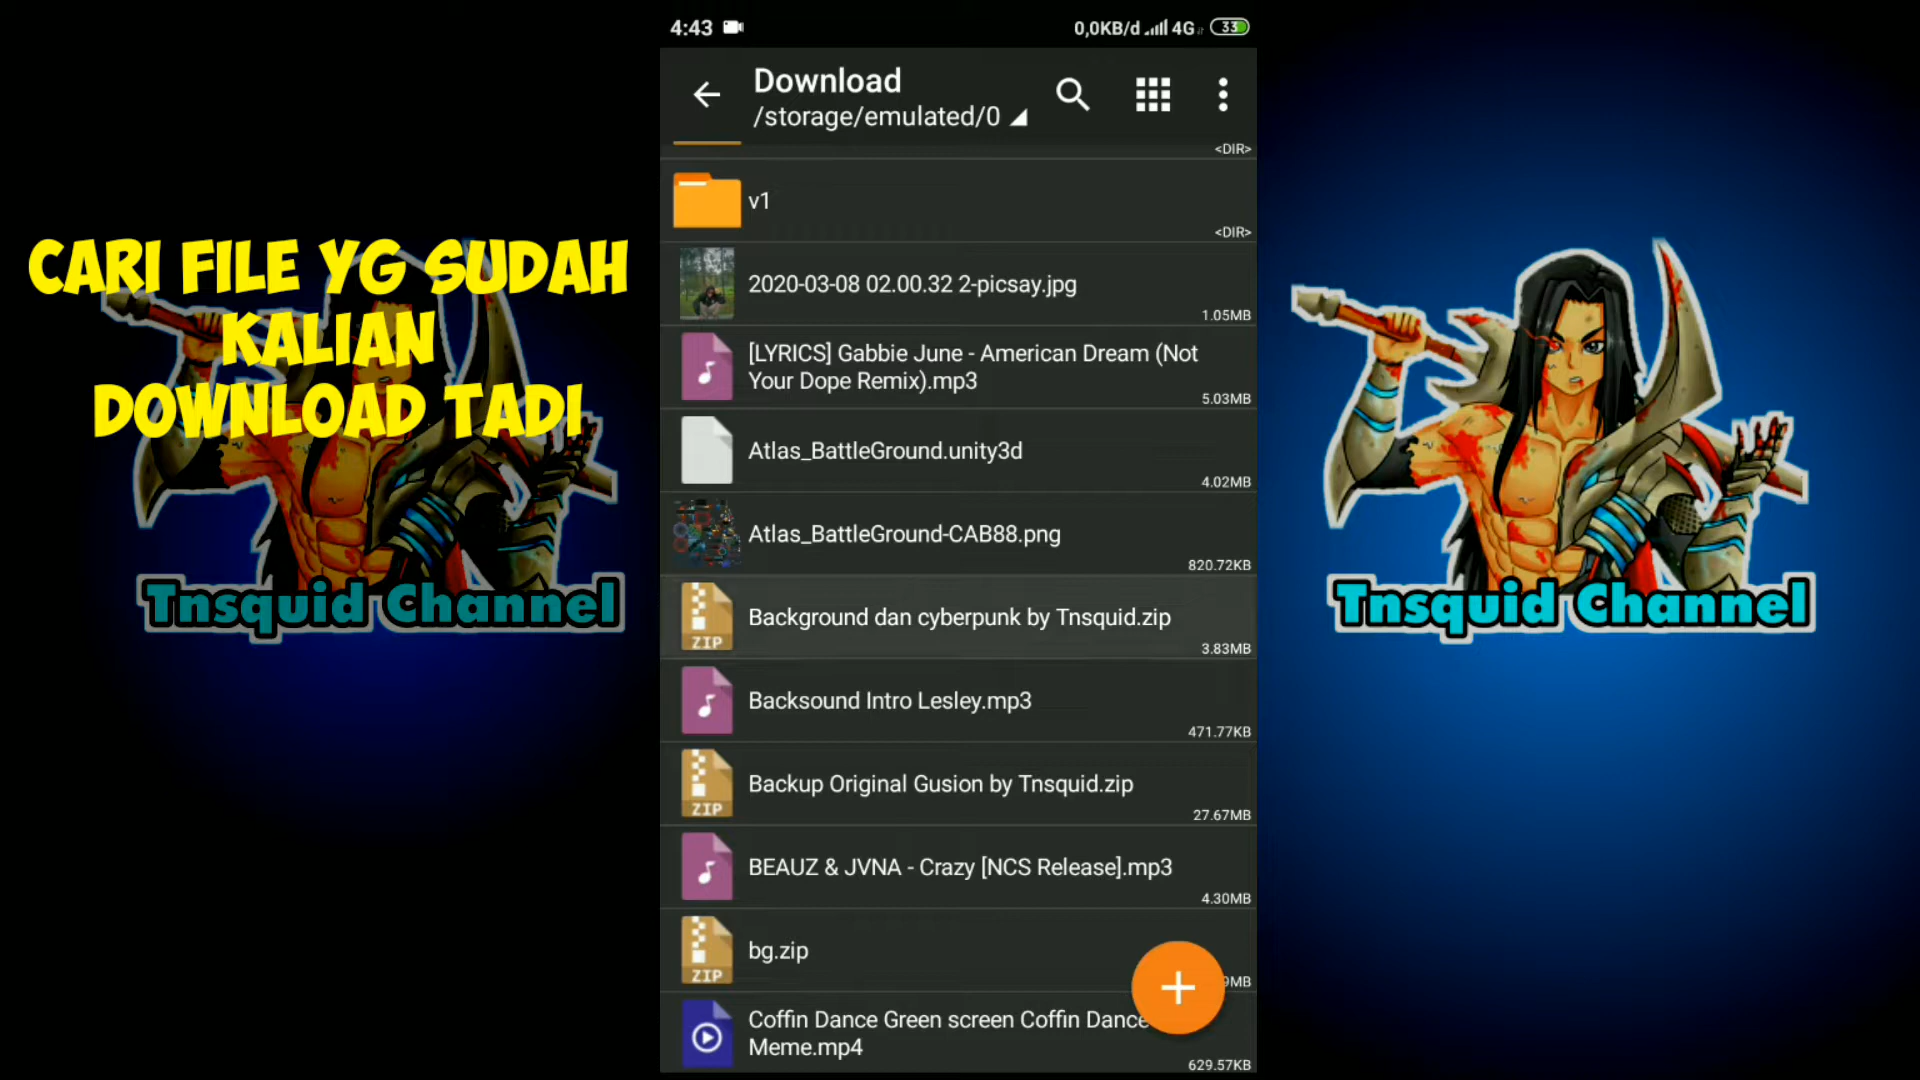 4:43
0,0KB/d 4G 33
Download
/storage/emulated/0
<DIR>
v1
<DIR>
CARI FILE YG SUDAH
KALIAN
DOWNLOAD TADI
2020-03-08 02.00.32 2-picsay.jpg
1.05MB
[LYRICS] Gabbie June - American Dream (Not
Your Dope Remix).mp3
5.03MB
Atlas_BattleGround.unity3d
4.02MB
Atlas_BattleGround-CAB88.png
820.72KB
ZIP
Background dan cyberpunk by Tnsquid.zip
3.83MB
Tnsquid Channel
Tnsquid Channel
Backsound Intro Lesley.mp3
471.77KB
ZIP
Backup Original Gusion by Tnsquid.zip
27.67MB
BEAUZ & JVNA - Crazy [NCS Release].mp3
4.30MB
ZIP
bg.zip
9MB
Coffin Dance Green screen Coffin Dance
Meme.mp4
629.57KB